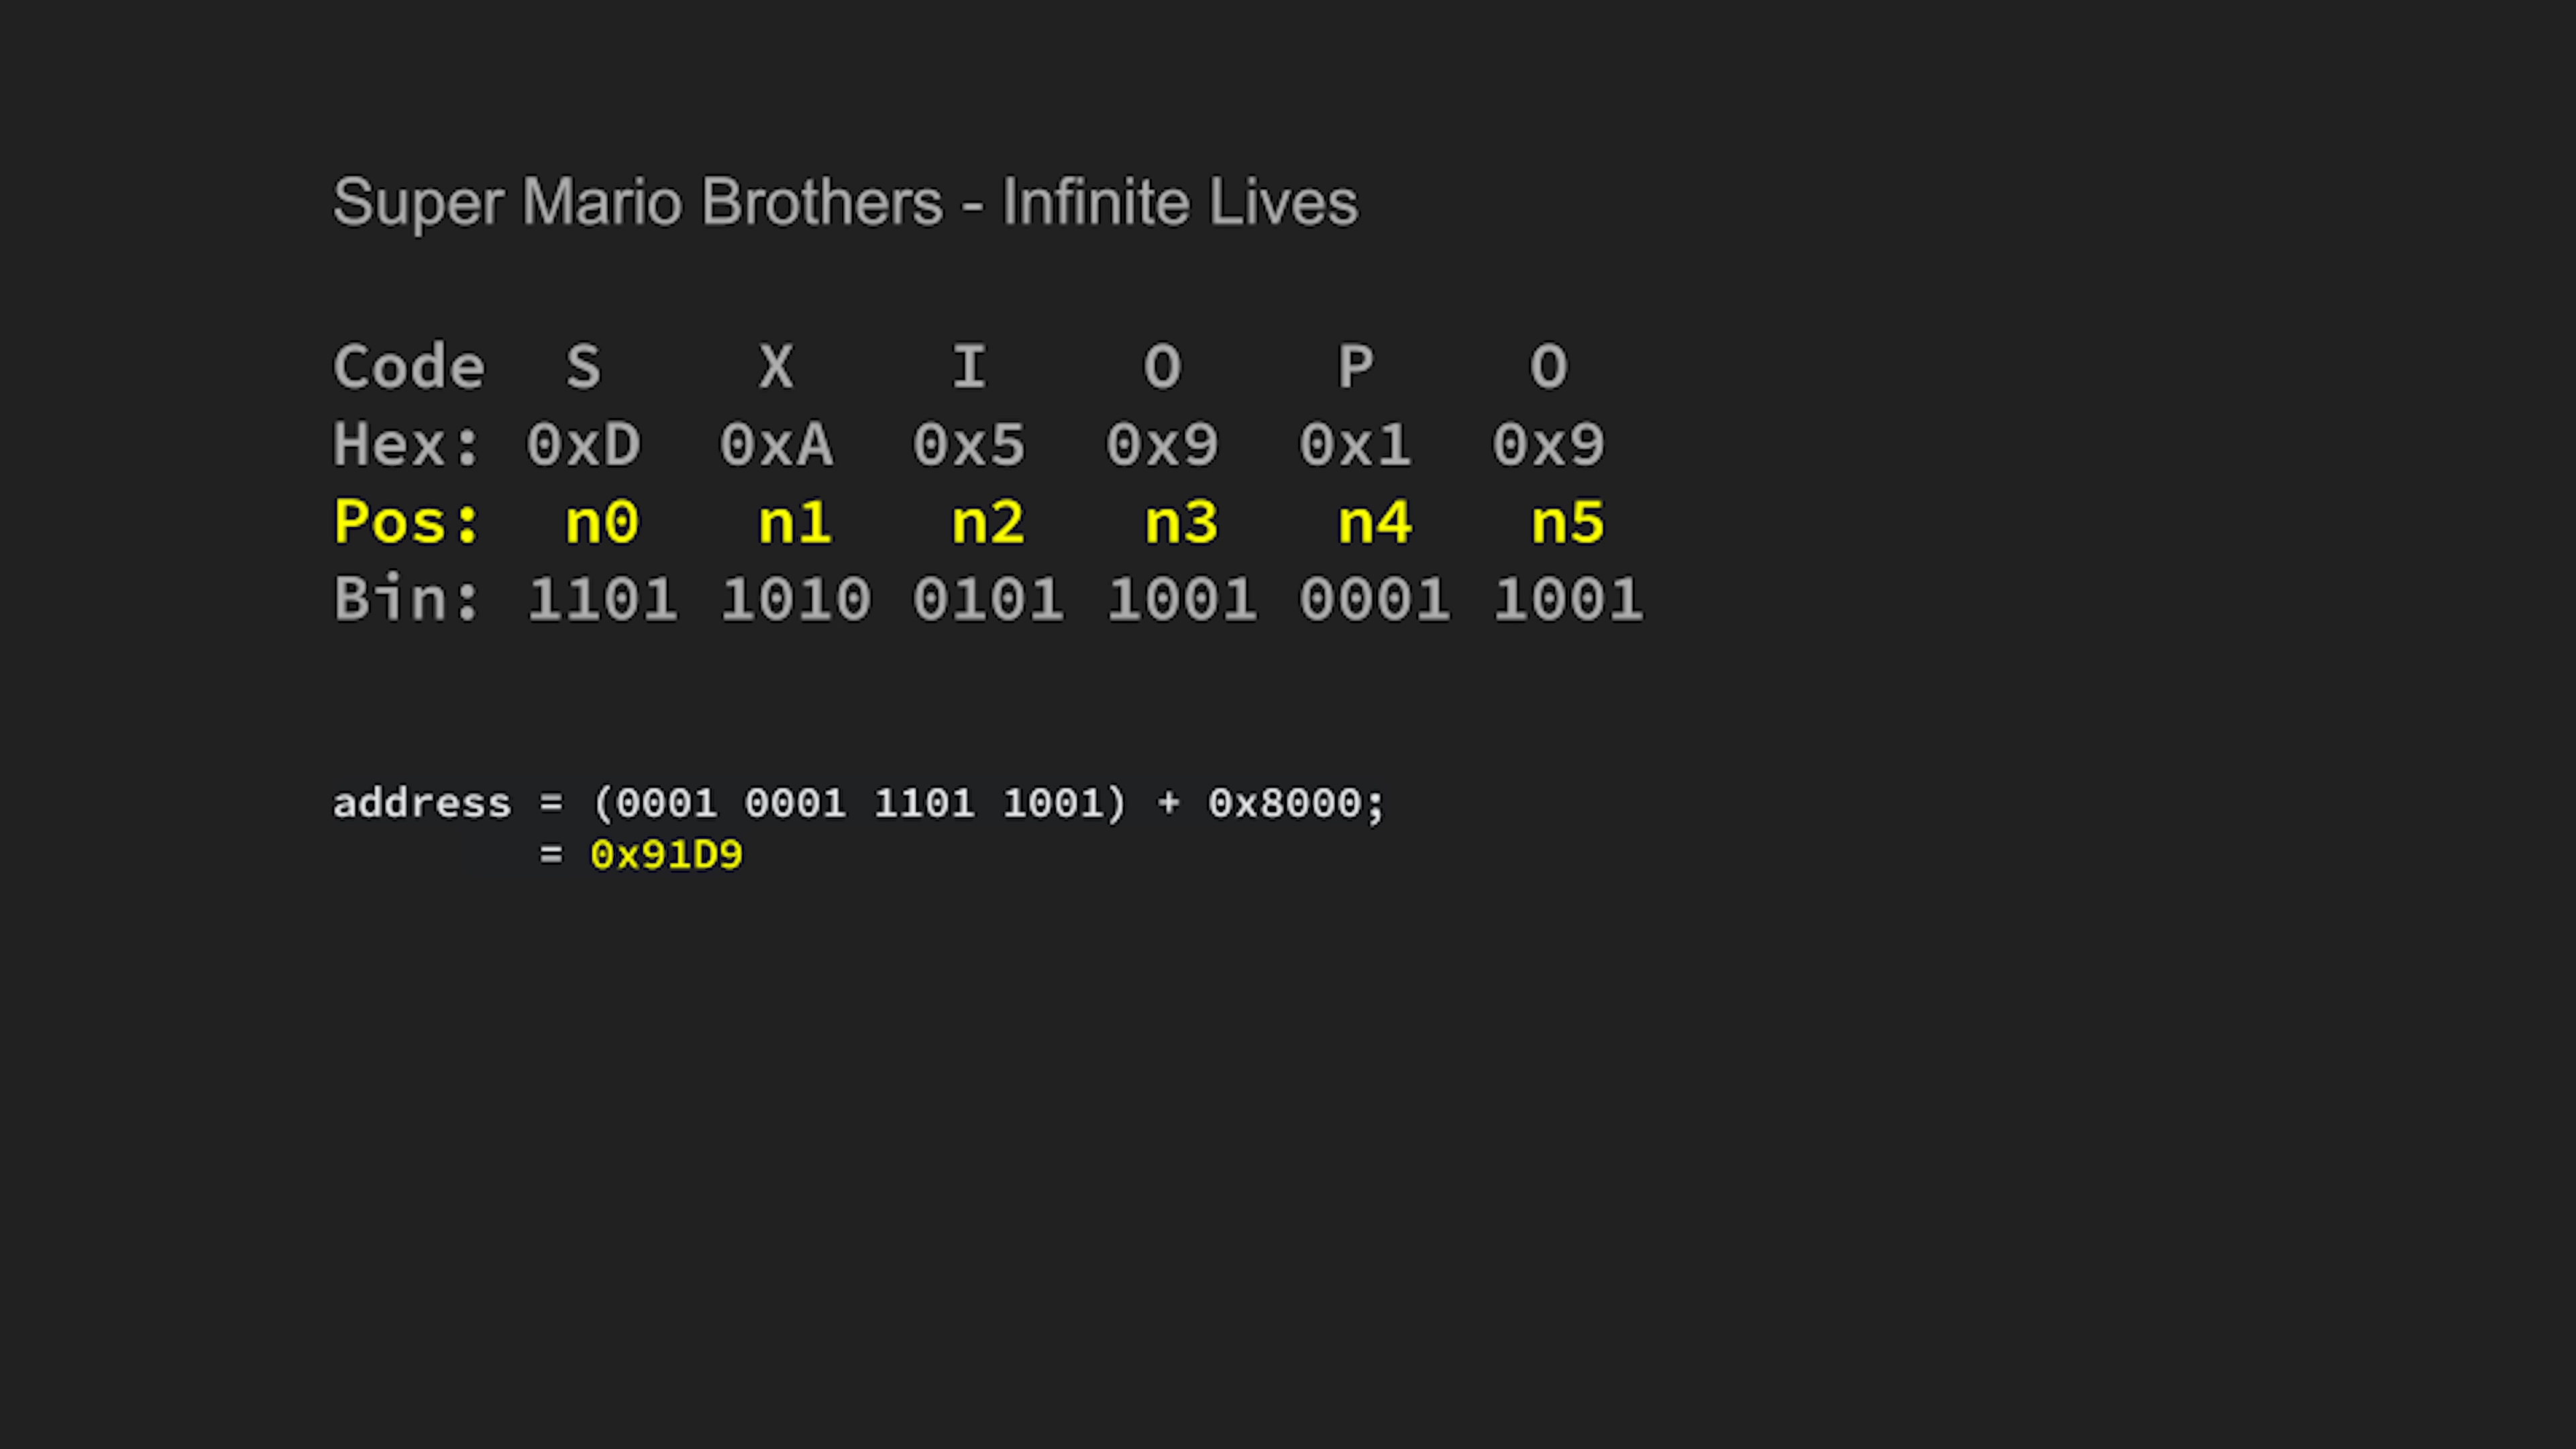 Super Mario Brothers - Infinite Lives
Code S X I O P O
Hex: 0xD 0xA 0x5 0x9 0x1 0x9
Pos: n0 n1 n2 n3 n4 n5
Bin: 1101 1010 0101 1001 0001 1001
address = (0001 0001 1101 1001) + 0x8000;
= 0x91D9